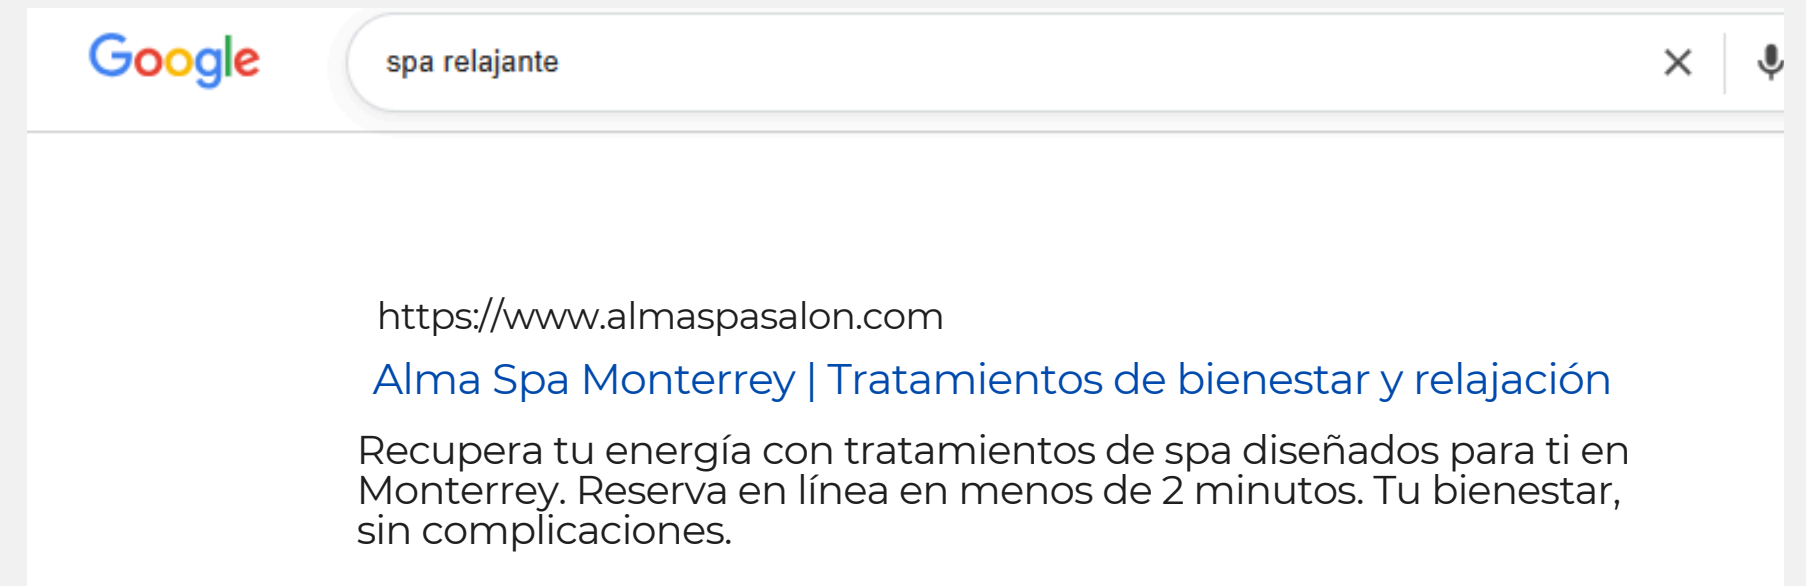 Google
spa relajante
https://www.almaspasalon.com
Alma Spa Monterrey | Tratamientos de bienestar y relajación
Recupera tu energía con tratamientos de spa diseñados para ti en
Monterrey. Reserva en línea en menos de 2 minutos. Tu bienestar,
sin complicaciones.